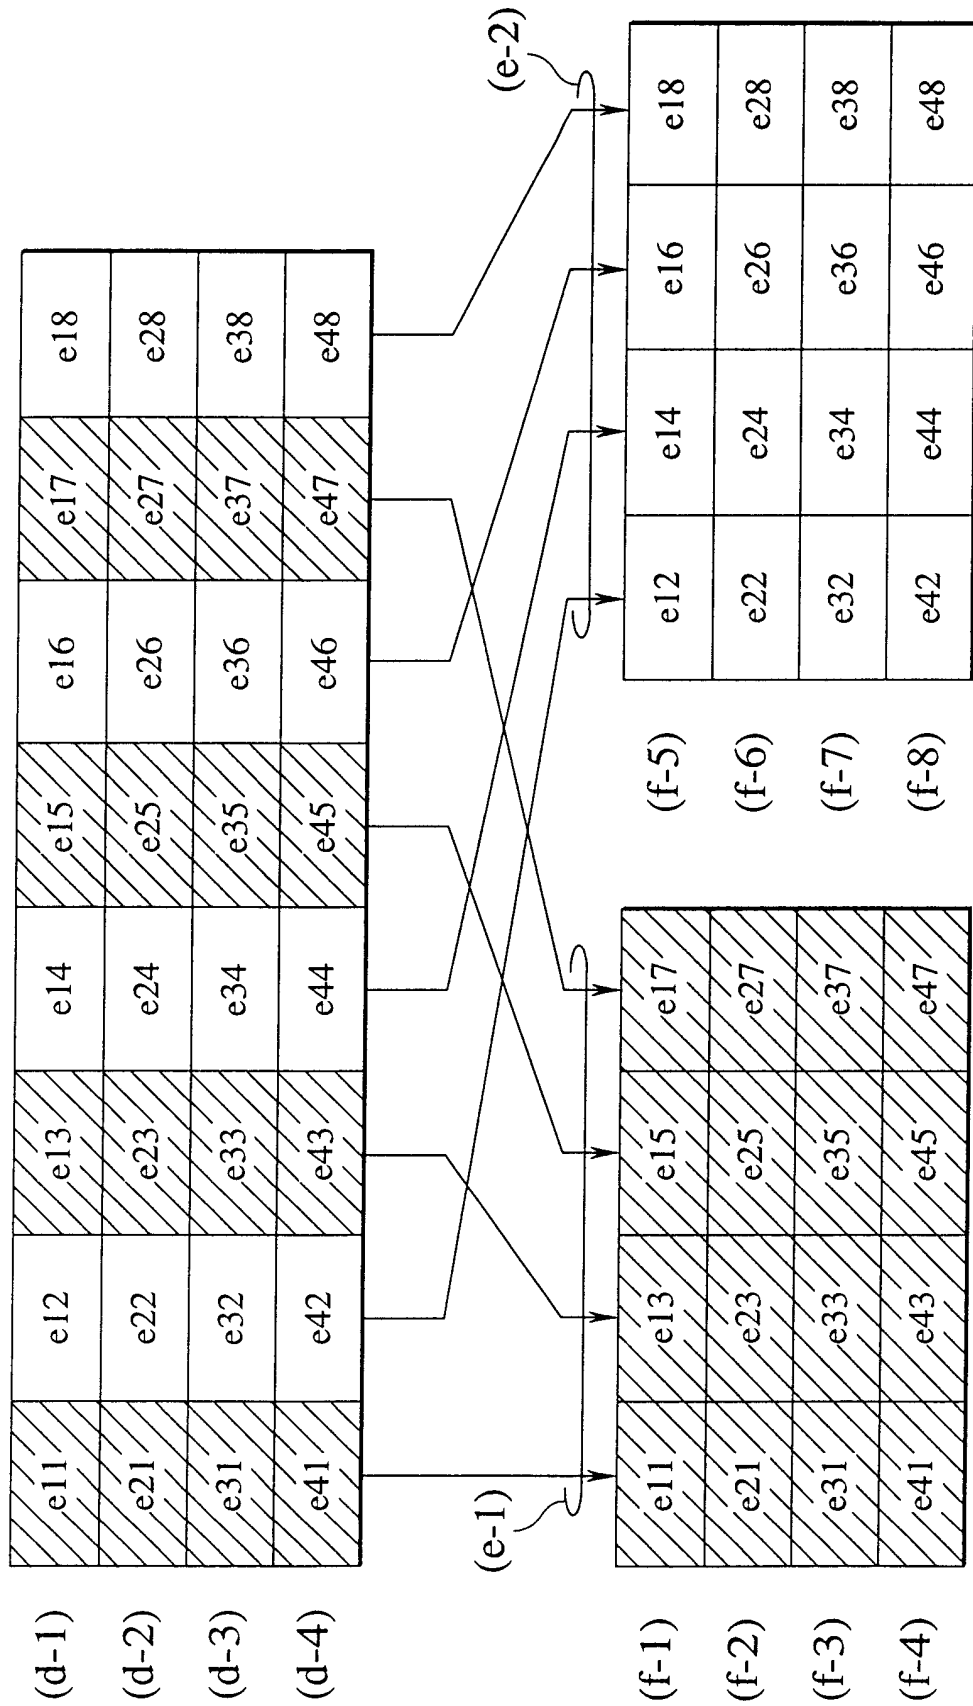 (d-1) e11 e12 e13 e14 e15 e16 e17 e18
(d-2) e21 e22 e23 e24 e25 e26 e27 e28
(d-3) e31 e32 e33 e34 e35 e36 e37 e38
(d-4) e41 e42 e43 e44 e45 e46 e47 e48
(e-1)
(e-2)
(f-1) e11 e13 e15 e17
(f-2) e21 e23 e25 e27
(f-3) e31 e33 e35 e37
(f-4) e41 e43 e45 e47
(f-5) e12 e14 e16 e18
(f-6) e22 e24 e26 e28
(f-7) e32 e34 e36 e38
(f-8) e42 e44 e46 e48